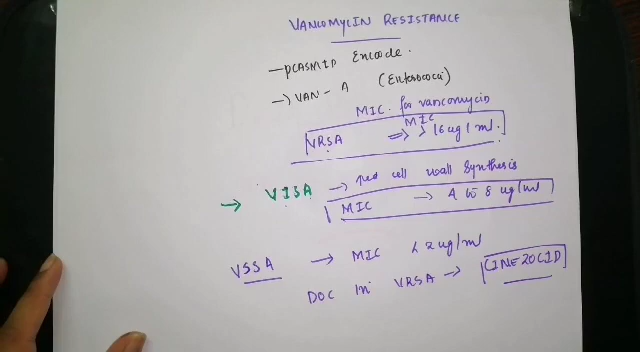 VANCOMYCIN RESISTANCE
— PLASMID Encode.
→ VAN - A (Enterococci)
MIC for vancomycin
VRSA ⇒ MIC > 16 ug/ml.
→ VISA → ↑sed cell wall synthesis
MIC → 4 to 8 ug/ml
VSSA → MIC < 2 ug/ml
DOC in VRSA → LINEZOLID